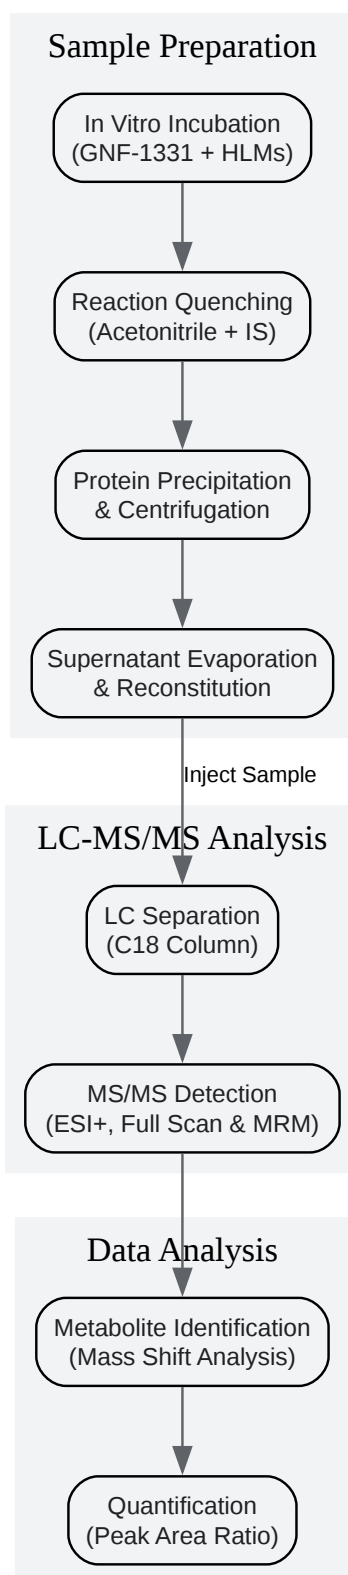 Sample Preparation
In Vitro Incubation
(GNF-1331 + HLMs)
Reaction Quenching
(Acetonitrile + IS)
Protein Precipitation
& Centrifugation
Supernatant Evaporation
& Reconstitution
Inject Sample
LC-MS/MS Analysis
LC Separation
(C18 Column)
MS/MS Detection
(ESI+, Full Scan & MRM)
Data Analysis
Metabolite Identification
(Mass Shift Analysis)
Quantification
(Peak Area Ratio)